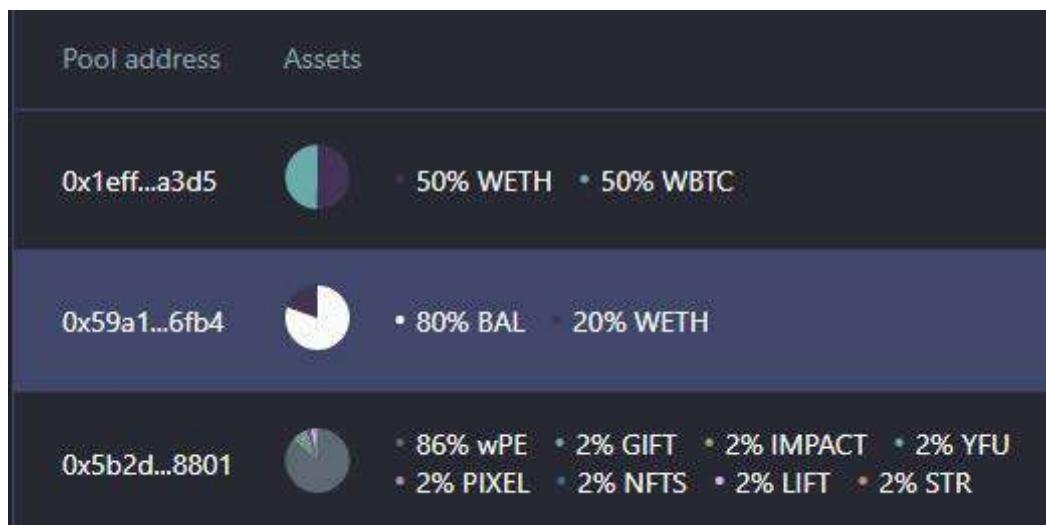 Pool address Assets
0x1eff...a3d5 50% WETH 50% WBTC
0x59a1...6fb4 80% BAL 20% WETH
0x5b2d...8801 86% wPE 2% GIFT 2% IMPACT 2% YFU
2% PIXEL 2% NFTS 2% LIFT 2% STR